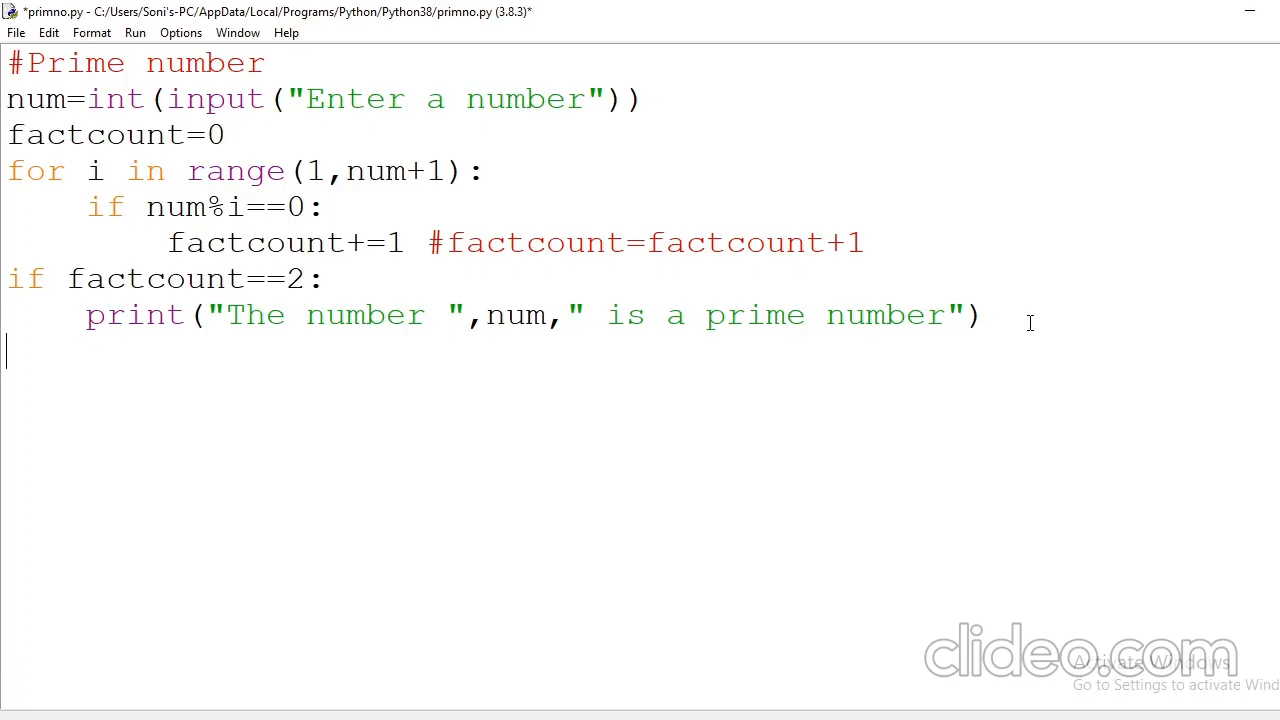 *primno.py - C:/Users/Soni's-PC/AppData/Local/Programs/Python/Python38/primno.py (3.8.3)*
File Edit Format Run Options Window Help
#Prime number
num=int(input("Enter a number"))
factcount=0
for i in range(1,num+1):
    if num%i==0:
        factcount+=1 #factcount=factcount+1
if factcount==2:
    print("The number ",num," is a prime number")
clideo.com
Activate Windows
Go to Settings to activate Wind